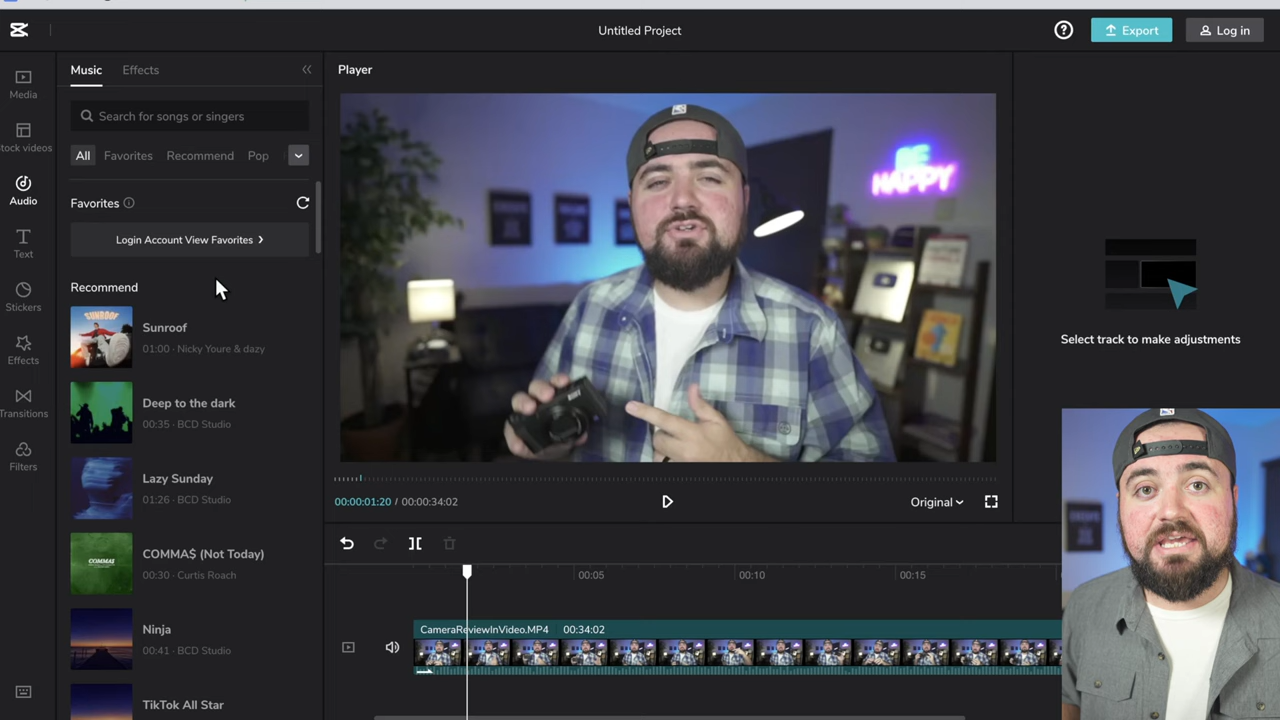 Untitled Project
Export
Log in
Media
Stock videos
Audio
Text
Stickers
Effects
Transitions
Filters
Music
Effects
Search for songs or singers
All
Favorites
Recommend
Pop
Favorites
Login Account View Favorites
Recommend
Sunroof
01:00 · Nicky Youre & dazy
Deep to the dark
00:35 · BCD Studio
Lazy Sunday
01:26 · BCD Studio
COMMA$ (Not Today)
00:30 · Curtis Roach
Ninja
00:41 · BCD Studio
TikTok All Star
SUNROOF
COMMA$
Player
BE
HAPPY
00:00:01:20 / 00:00:34:02
Original
00:05
00:10
00:15
CameraReviewInVideo.MP4 00:34:02
Select track to make adjustments